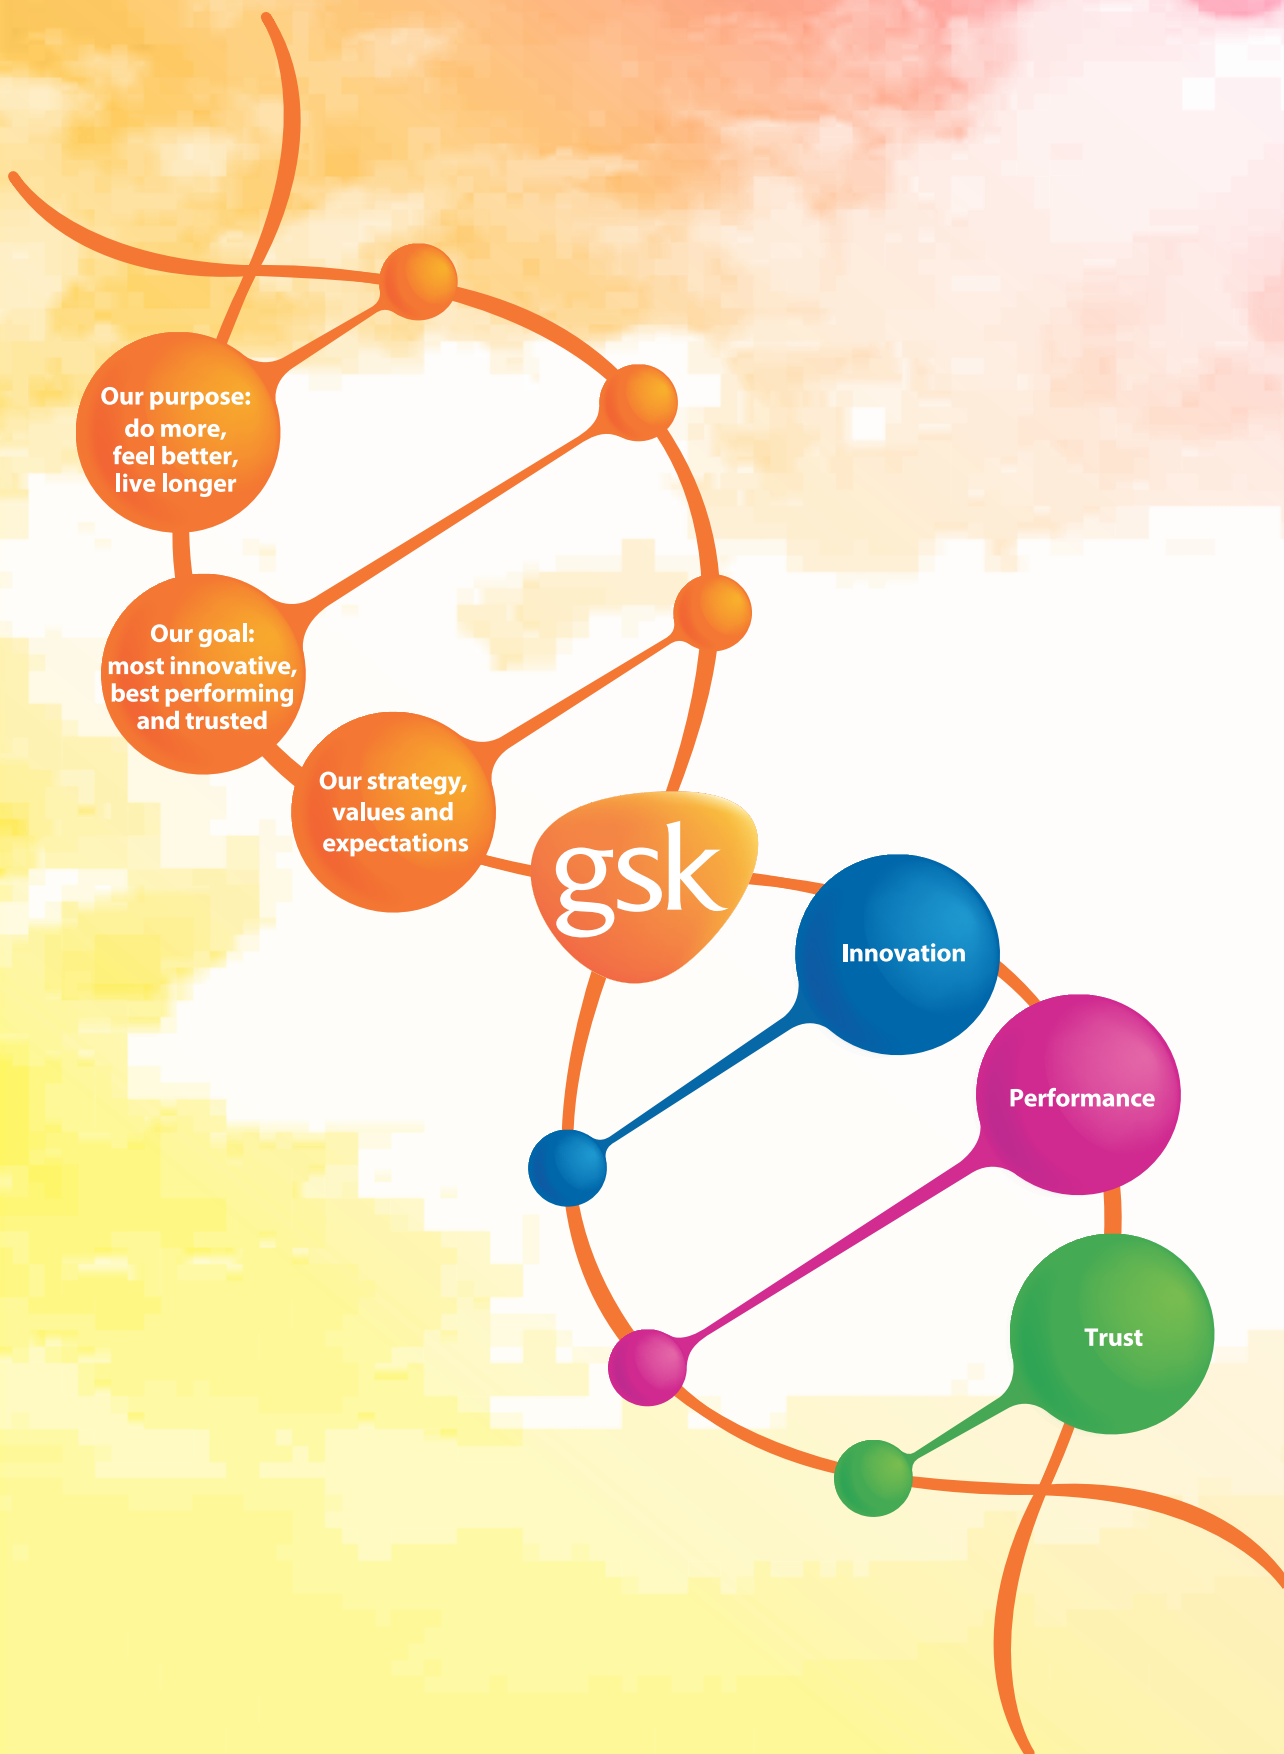 Our purpose:
do more,
feel better,
live longer
Our goal:
most innovative,
best performing
and trusted
Our strategy,
values and
expectations
gsk
Innovation
Performance
Trust